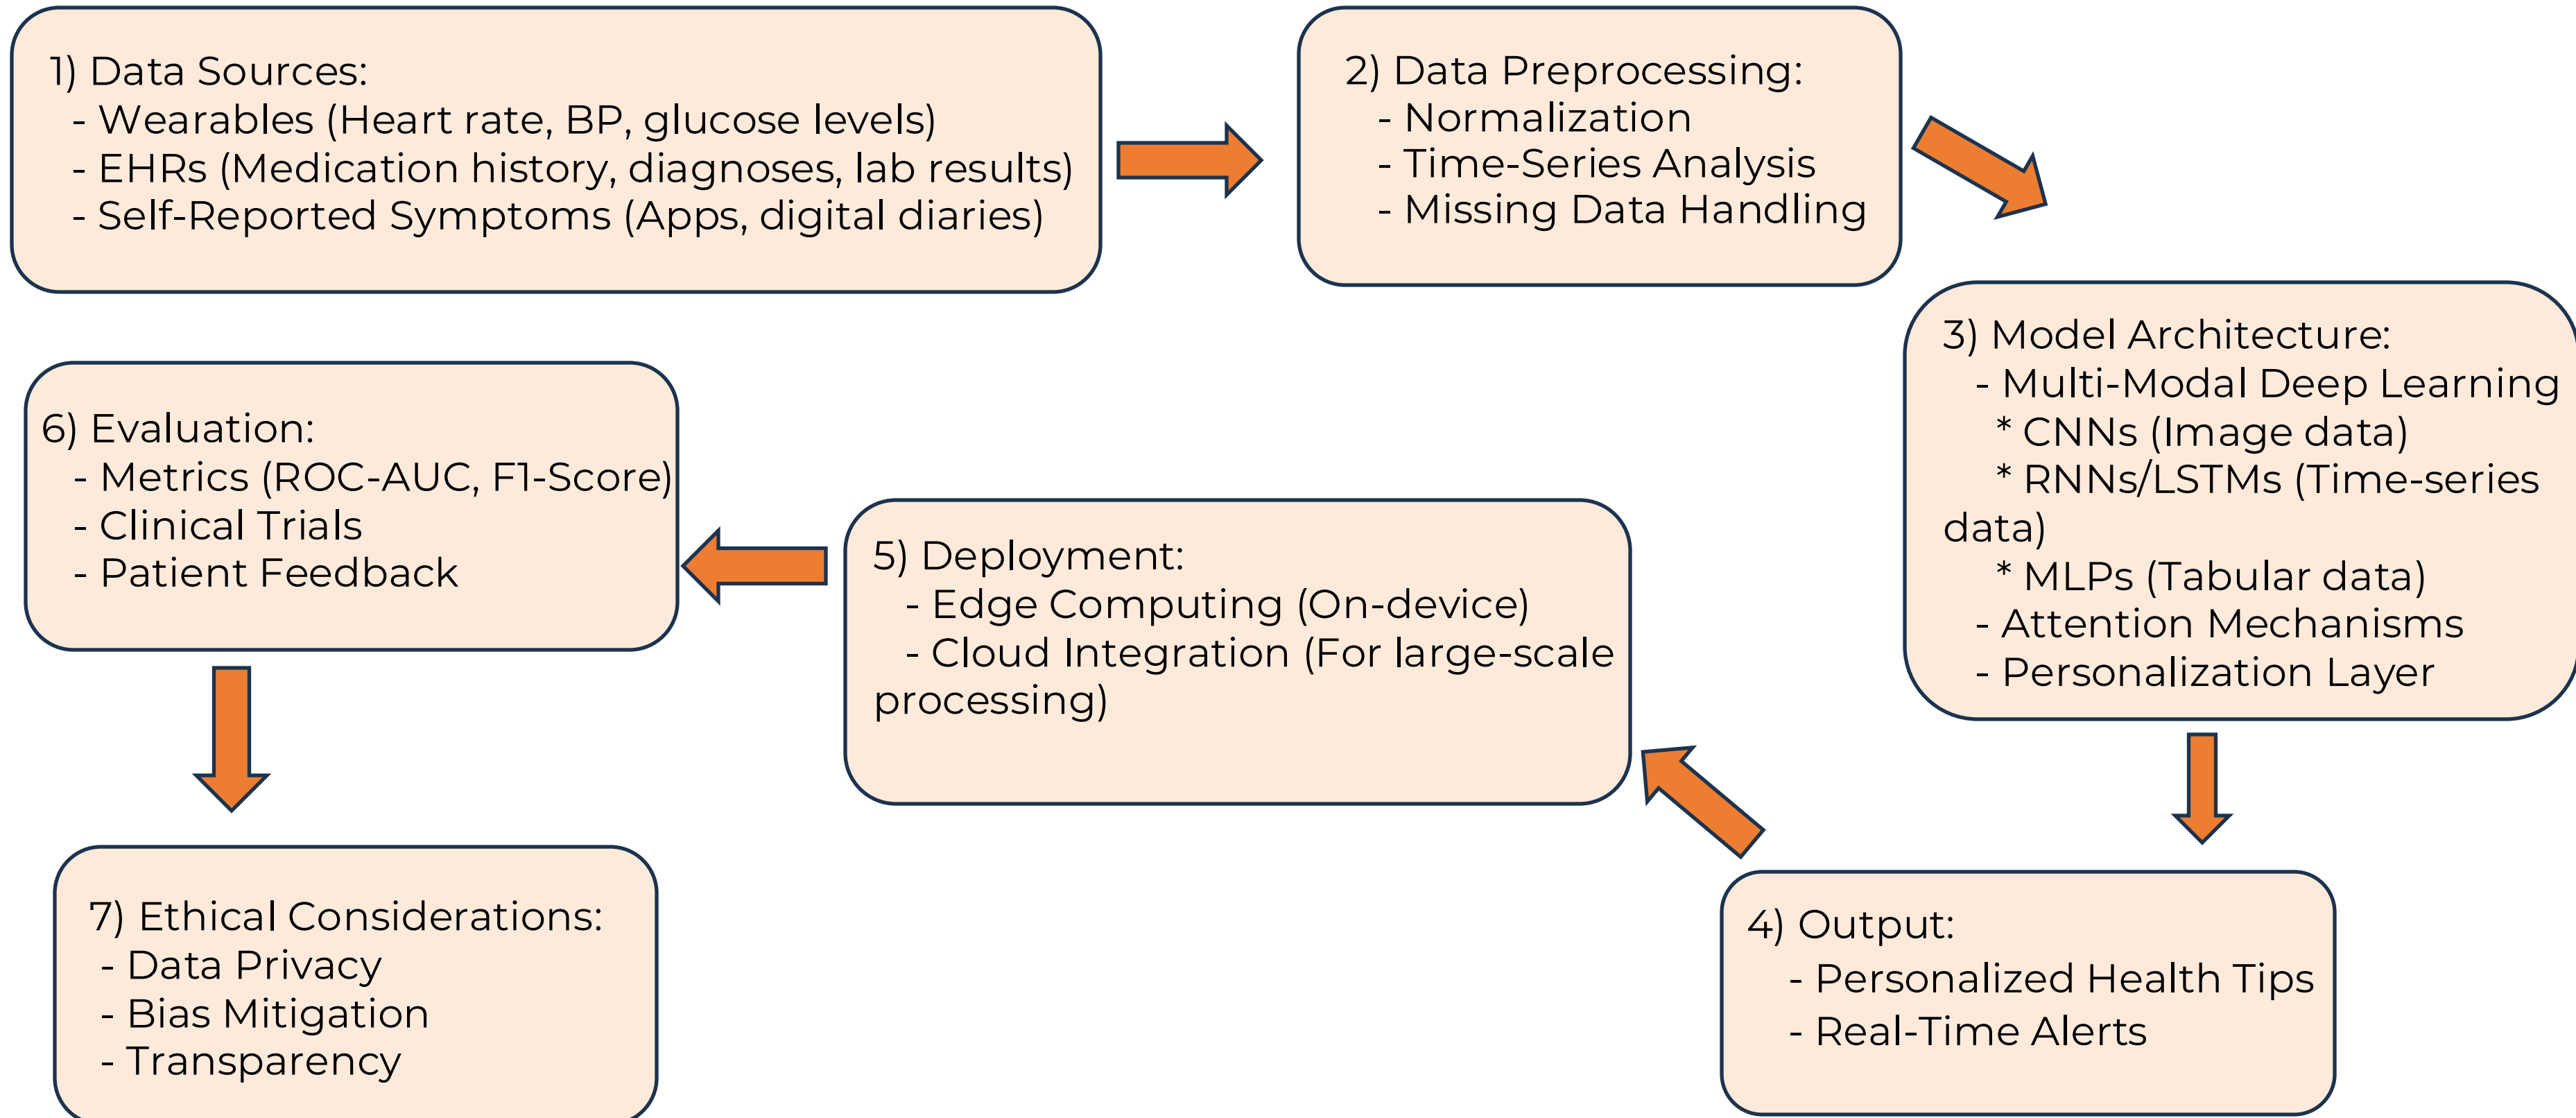 1) Data Sources:
- Wearables (Heart rate, BP, glucose levels)
- EHRs (Medication history, diagnoses, lab results)
- Self-Reported Symptoms (Apps, digital diaries)
2) Data Preprocessing:
- Normalization
- Time-Series Analysis
- Missing Data Handling
3) Model Architecture:
- Multi-Modal Deep Learning
* CNNs (Image data)
* RNNs/LSTMs (Time-series
data)
* MLPs (Tabular data)
- Attention Mechanisms
- Personalization Layer
4) Output:
- Personalized Health Tips
- Real-Time Alerts
5) Deployment:
- Edge Computing (On-device)
- Cloud Integration (For large-scale
processing)
6) Evaluation:
- Metrics (ROC-AUC, F1-Score)
- Clinical Trials
- Patient Feedback
7) Ethical Considerations:
- Data Privacy
- Bias Mitigation
- Transparency